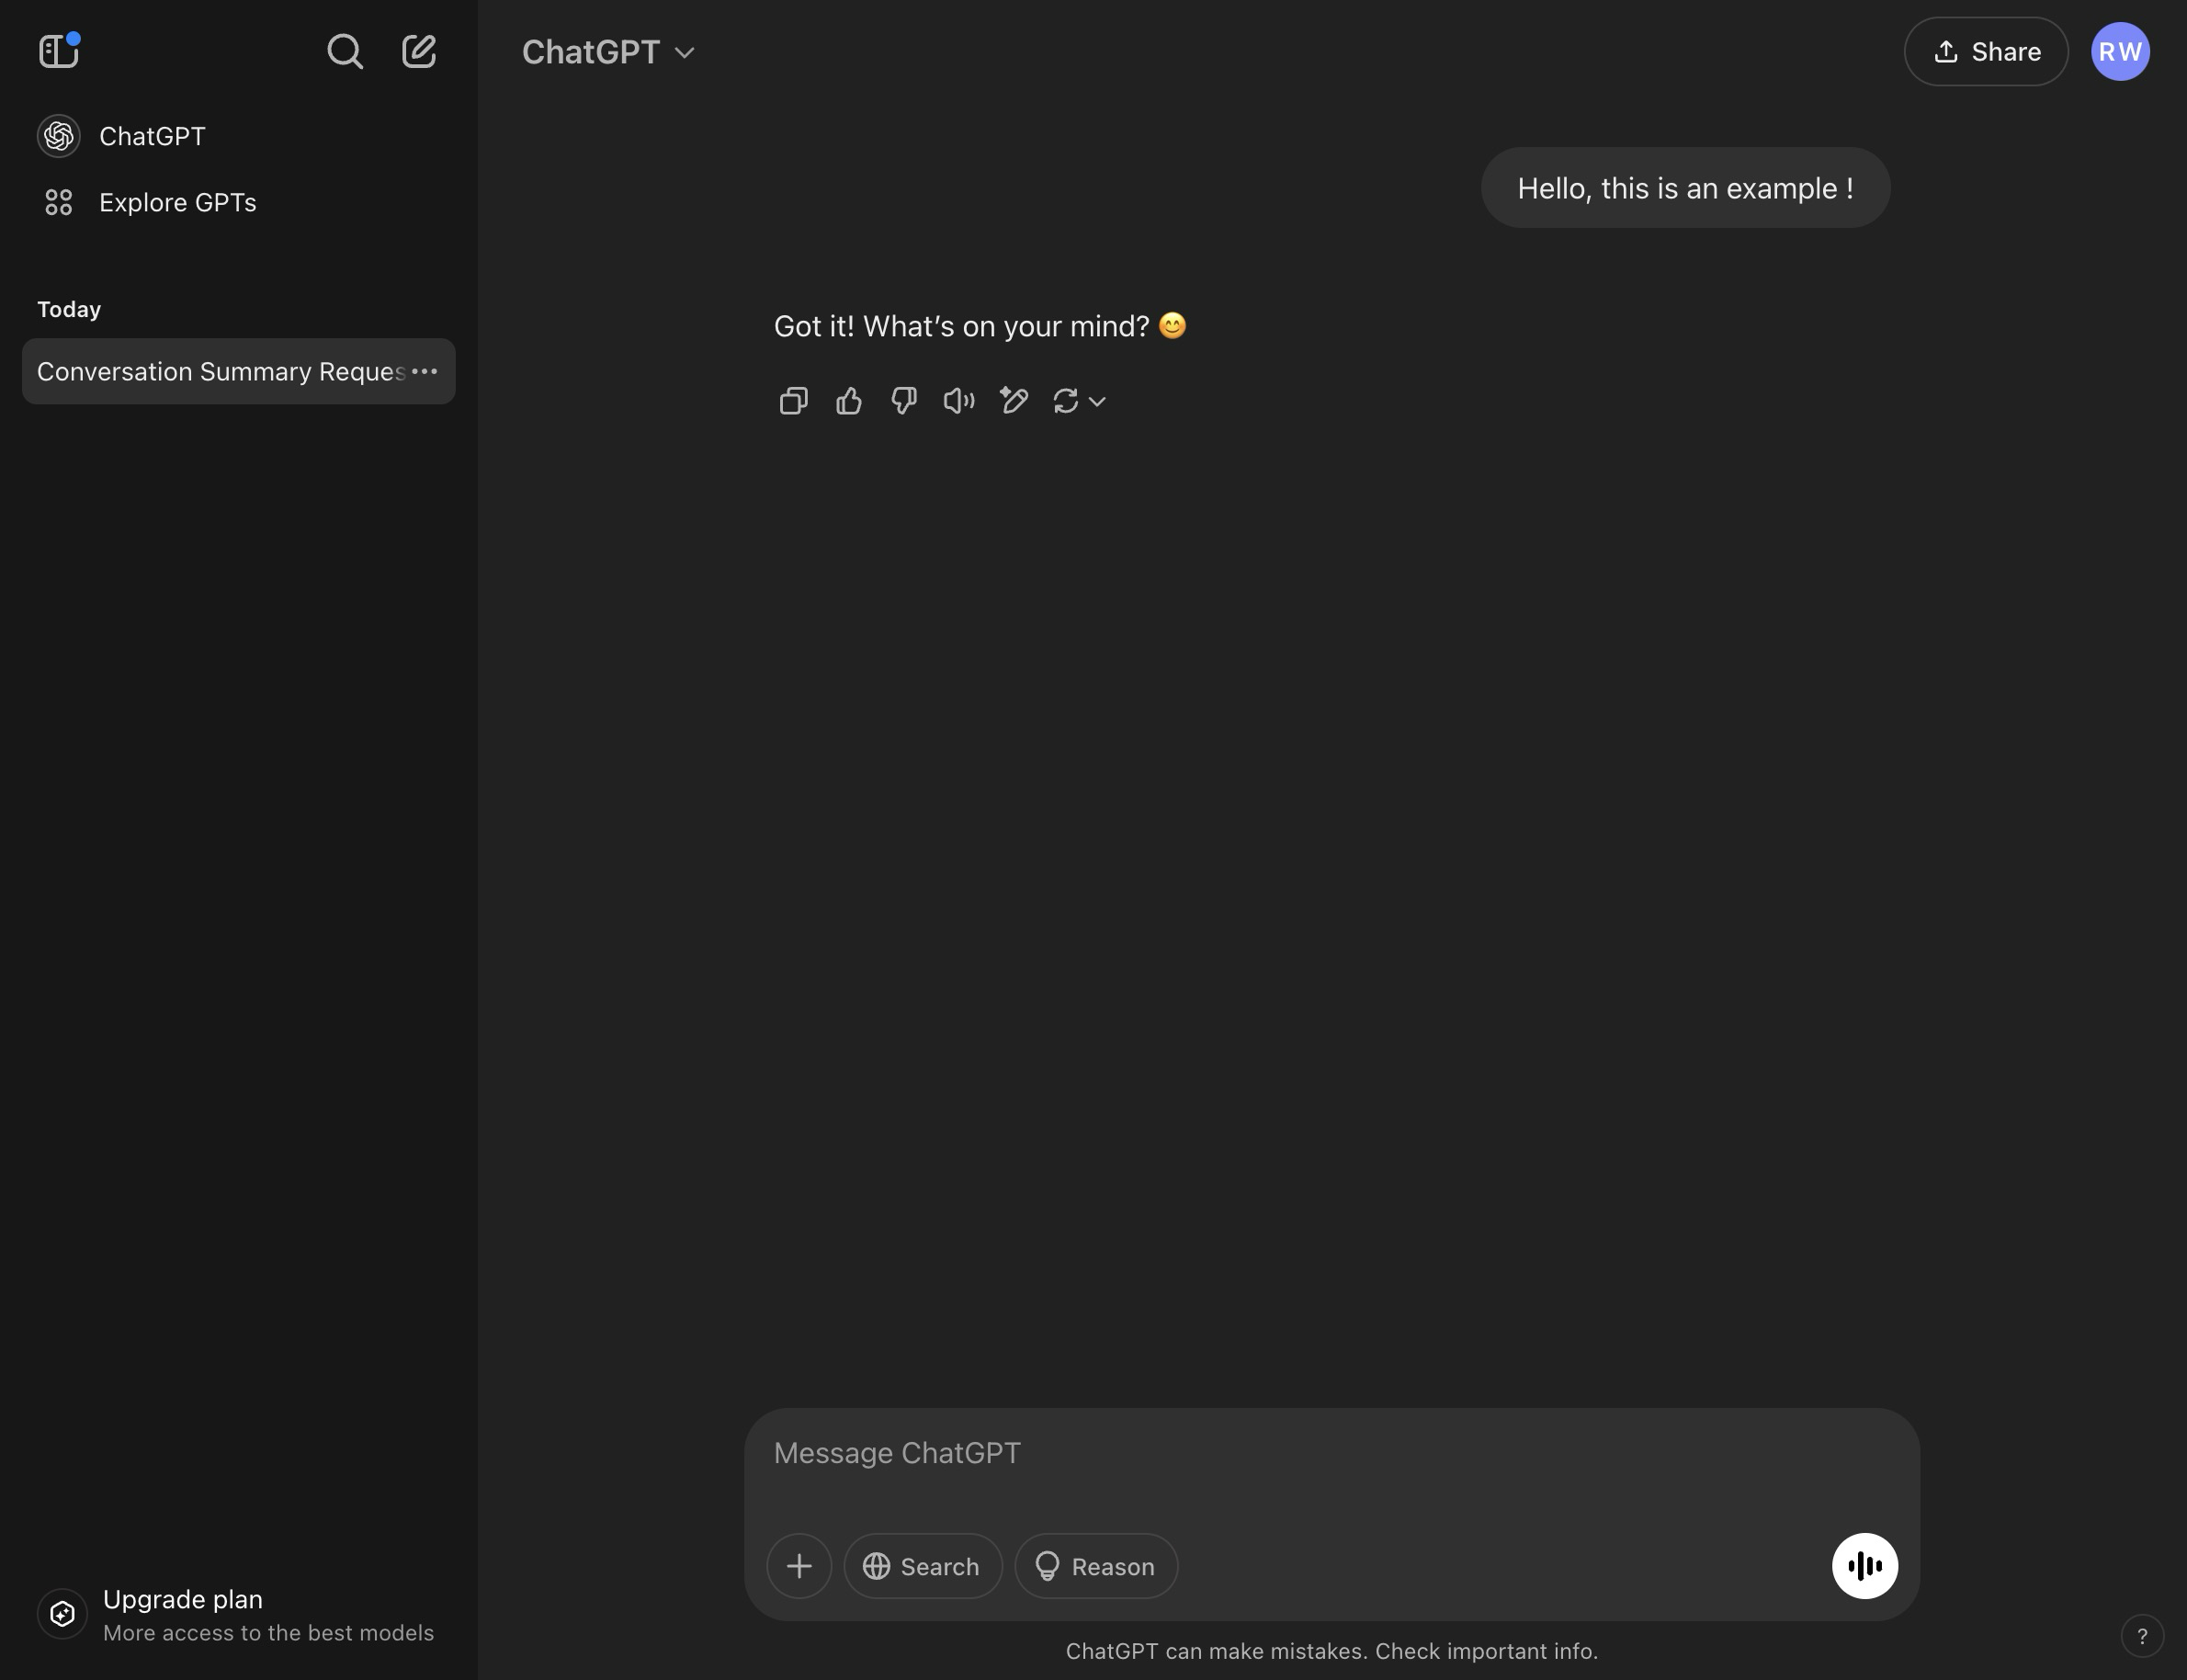 ChatGPT
Explore GPTs
Today
Conversation Summary Reques
Upgrade plan
More access to the best models
ChatGPT
Share
RW
Hello, this is an example !
Got it! What’s on your mind? 😊
Message ChatGPT
Search
Reason
ChatGPT can make mistakes. Check important info.
?